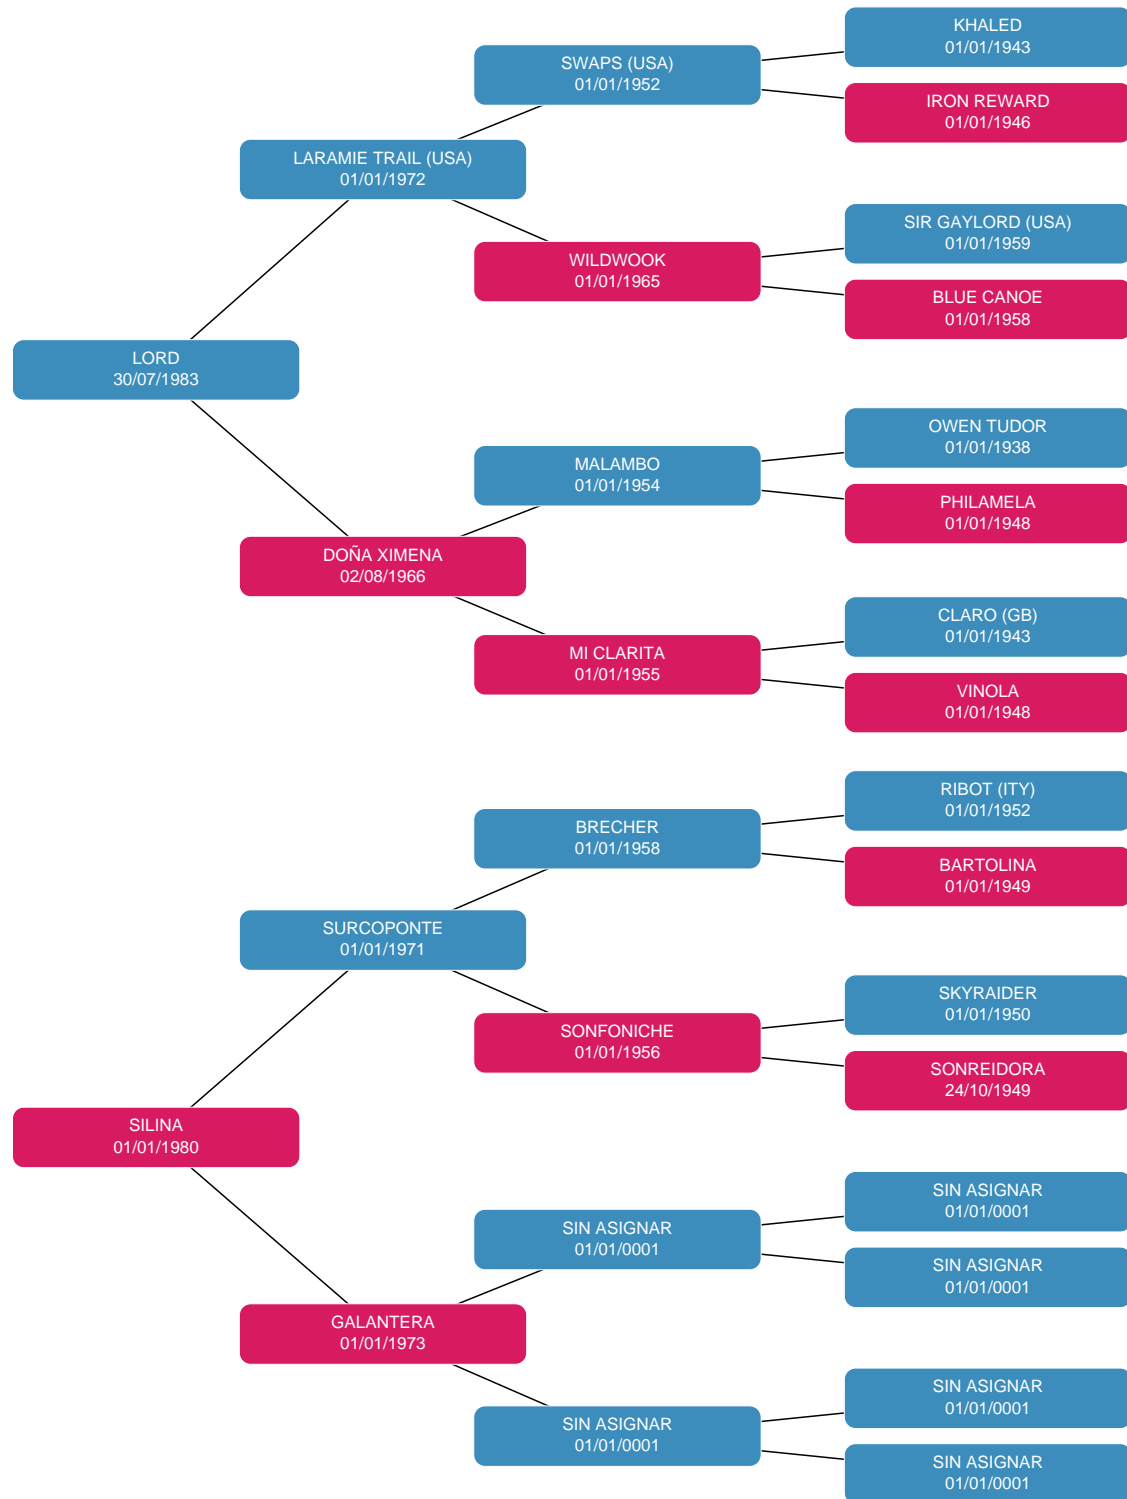 KHALED
01/01/1943
SWAPS (USA)
01/01/1952
IRON REWARD
01/01/1946
LARAMIE TRAIL (USA)
01/01/1972
SIR GAYLORD (USA)
01/01/1959
WILDWOOK
01/01/1965
BLUE CANOE
01/01/1958
LORD
30/07/1983
OWEN TUDOR
01/01/1938
MALAMBO
01/01/1954
PHILAMELA
01/01/1948
DOÑA XIMENA
02/08/1966
CLARO (GB)
01/01/1943
MI CLARITA
01/01/1955
VINOLA
01/01/1948
RIBOT (ITY)
01/01/1952
BRECHER
01/01/1958
BARTOLINA
01/01/1949
SURCOPONTE
01/01/1971
SKYRAIDER
01/01/1950
SONFONICHE
01/01/1956
SONREIDORA
24/10/1949
SILINA
01/01/1980
SIN ASIGNAR
01/01/0001
SIN ASIGNAR
01/01/0001
SIN ASIGNAR
01/01/0001
GALANTERA
01/01/1973
SIN ASIGNAR
01/01/0001
SIN ASIGNAR
01/01/0001
SIN ASIGNAR
01/01/0001